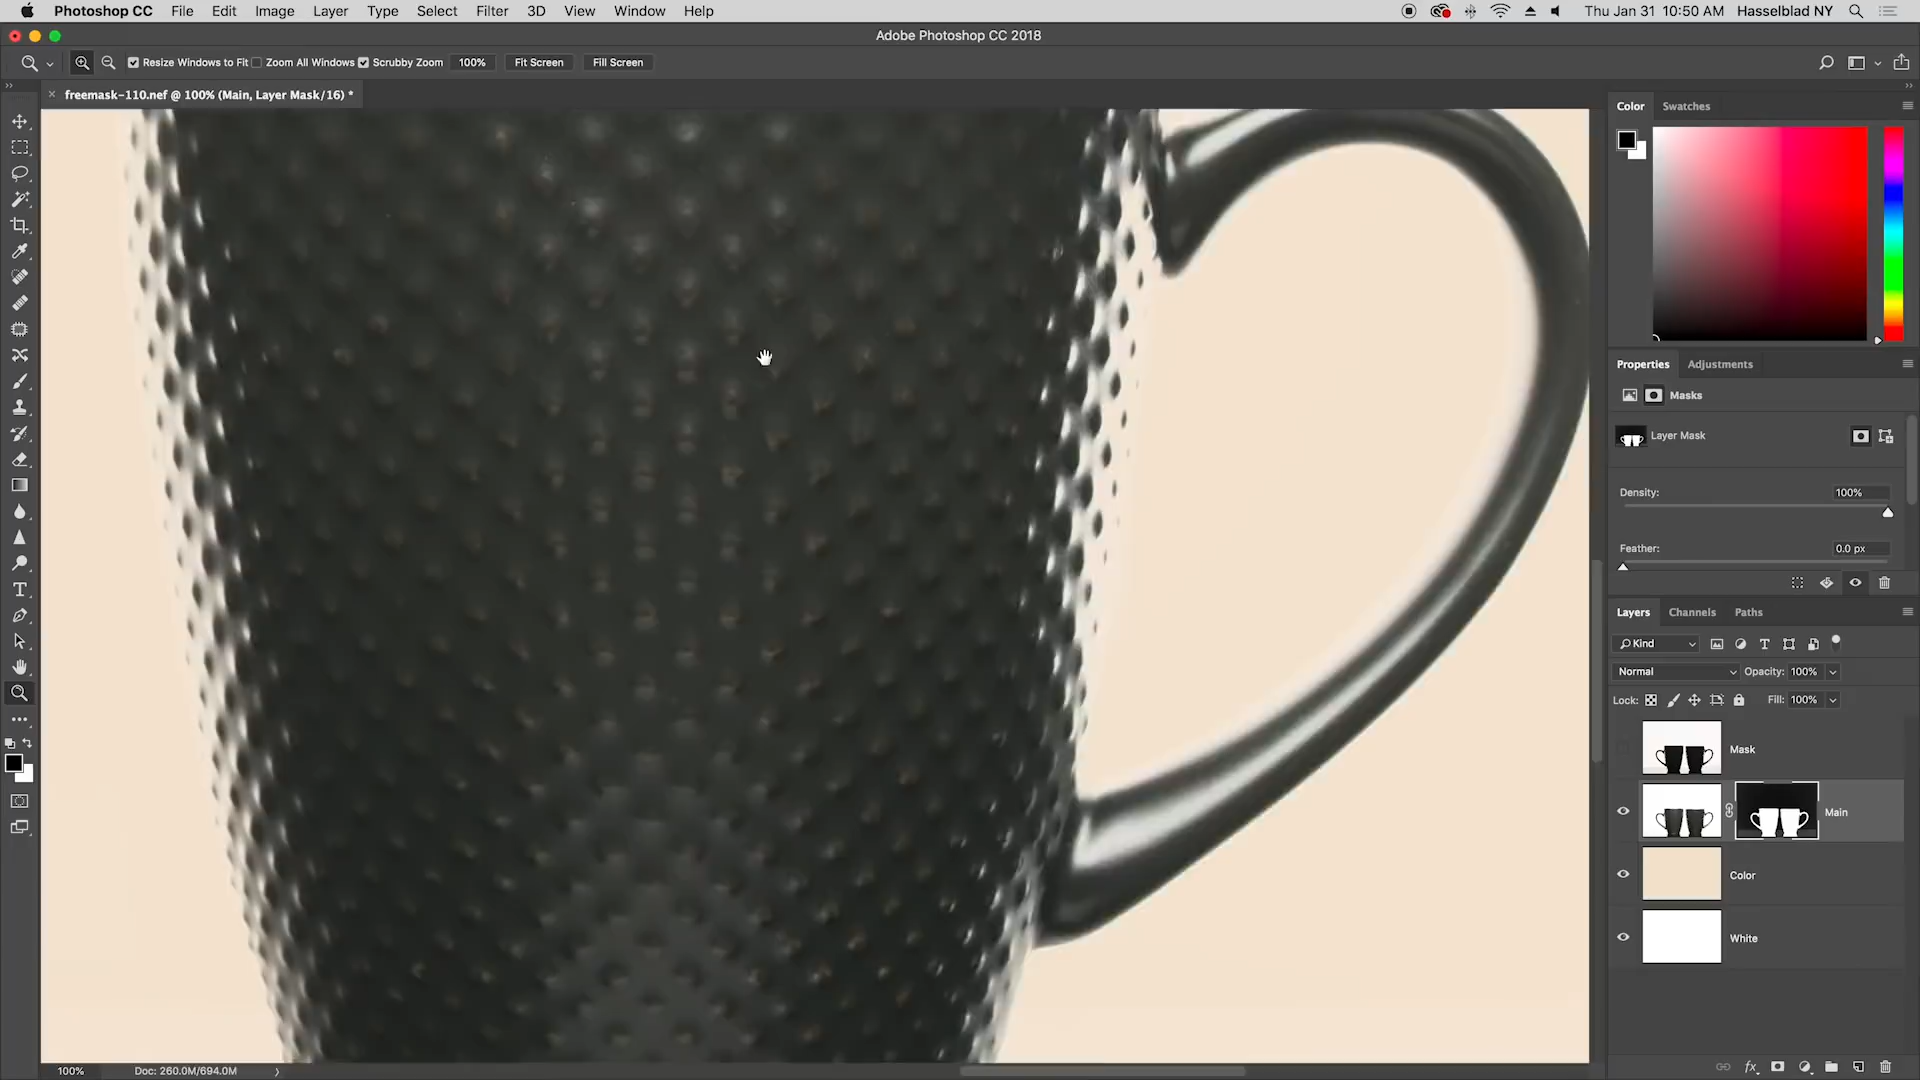 Photoshop CC File Edit Image Layer Type Select Filter 3D View Window Help Thu Jan 31 10:50 AM Hasselblad NY
Adobe Photoshop CC 2018
Resize Windows to Fit Zoom All Windows Scrubby Zoom 100% Fit Screen Fill Screen
freemask-110.nef @ 100% (Main, Layer Mask/16) *
Color Swatches
Properties Adjustments
Masks
Layer Mask
Density: 100%
Feather: 0.0 px
Layers Channels Paths
Kind
Normal Opacity: 100%
Lock: Fill: 100%
Mask
Main
Color
White
100% Doc: 260.0M/694.0M